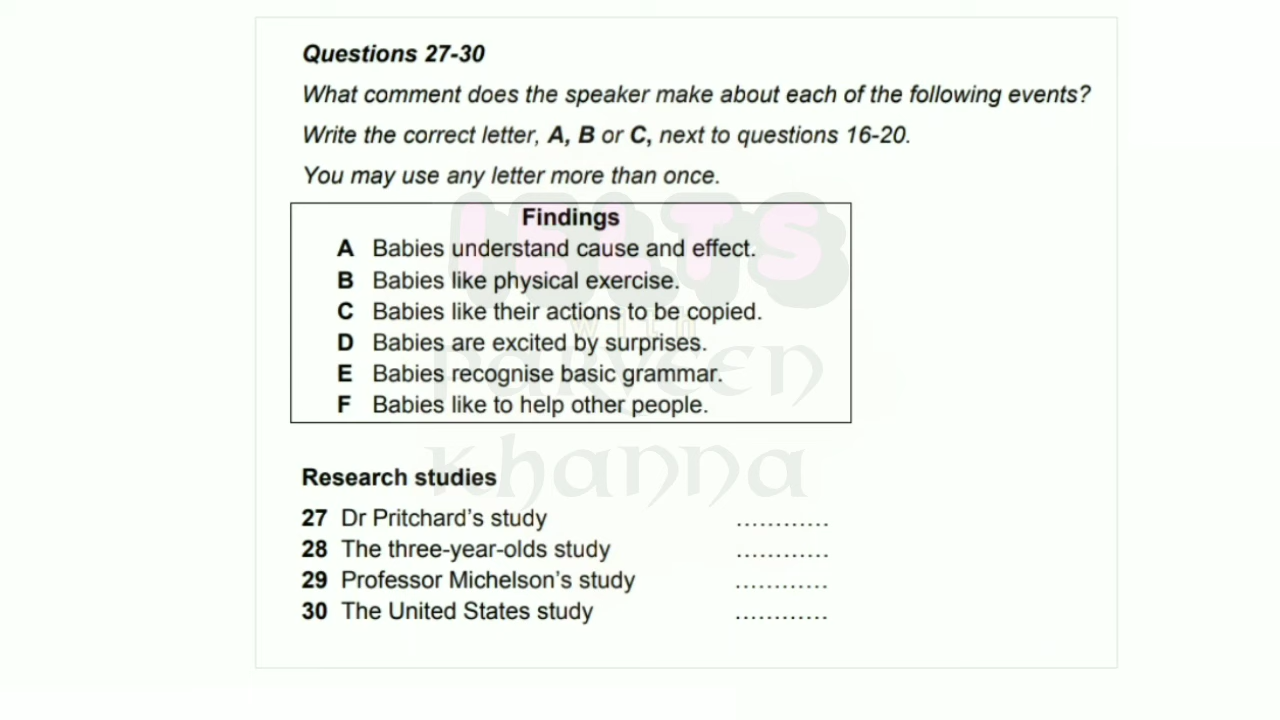 Questions 27-30
What comment does the speaker make about each of the following events?
Write the correct letter, A, B or C, next to questions 16-20.
You may use any letter more than once.
Findings
A Babies understand cause and effect.
B Babies like physical exercise.
C Babies like their actions to be copied.
D Babies are excited by surprises.
E Babies recognise basic grammar.
F Babies like to help other people.
IELTS
WITH
Parveen
Khanna
Research studies
27 Dr Pritchard's study ............
28 The three-year-olds study ............
29 Professor Michelson's study ............
30 The United States study ............